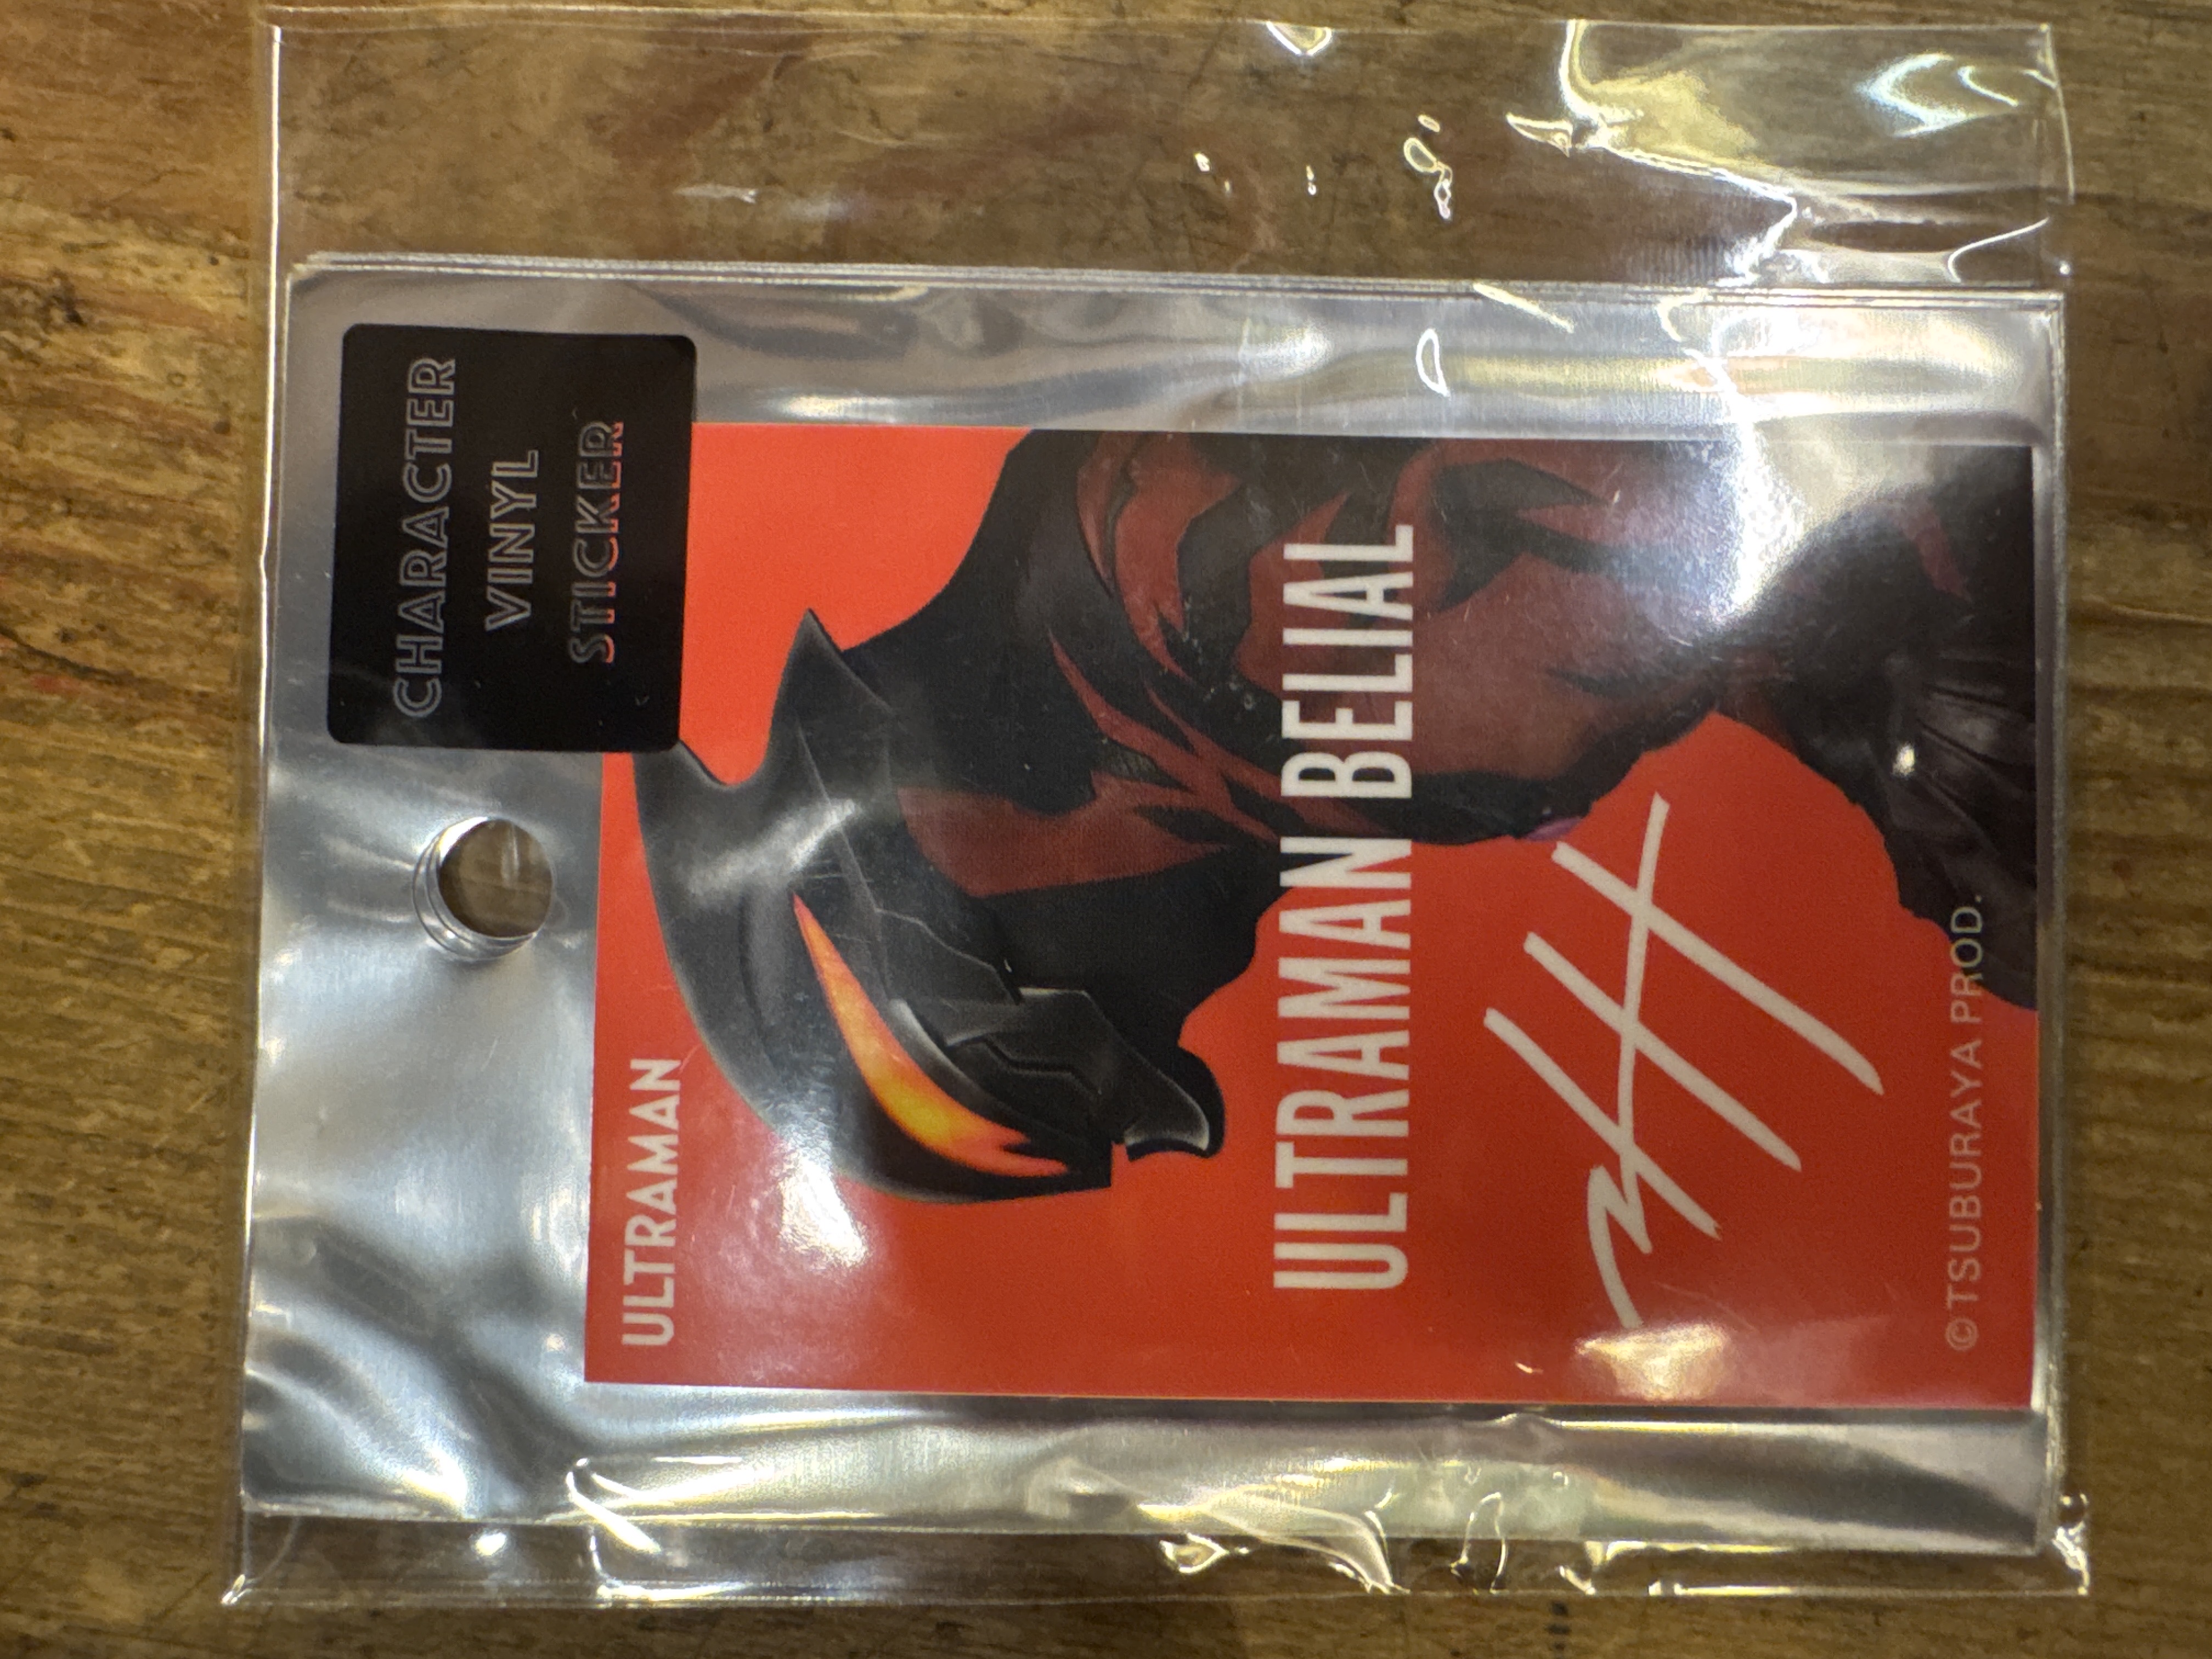 CHARACTER
VINYL
STICKER
ULTRAMAN
ULTRAMAN BELIAL
©TSUBURAYA PROD.